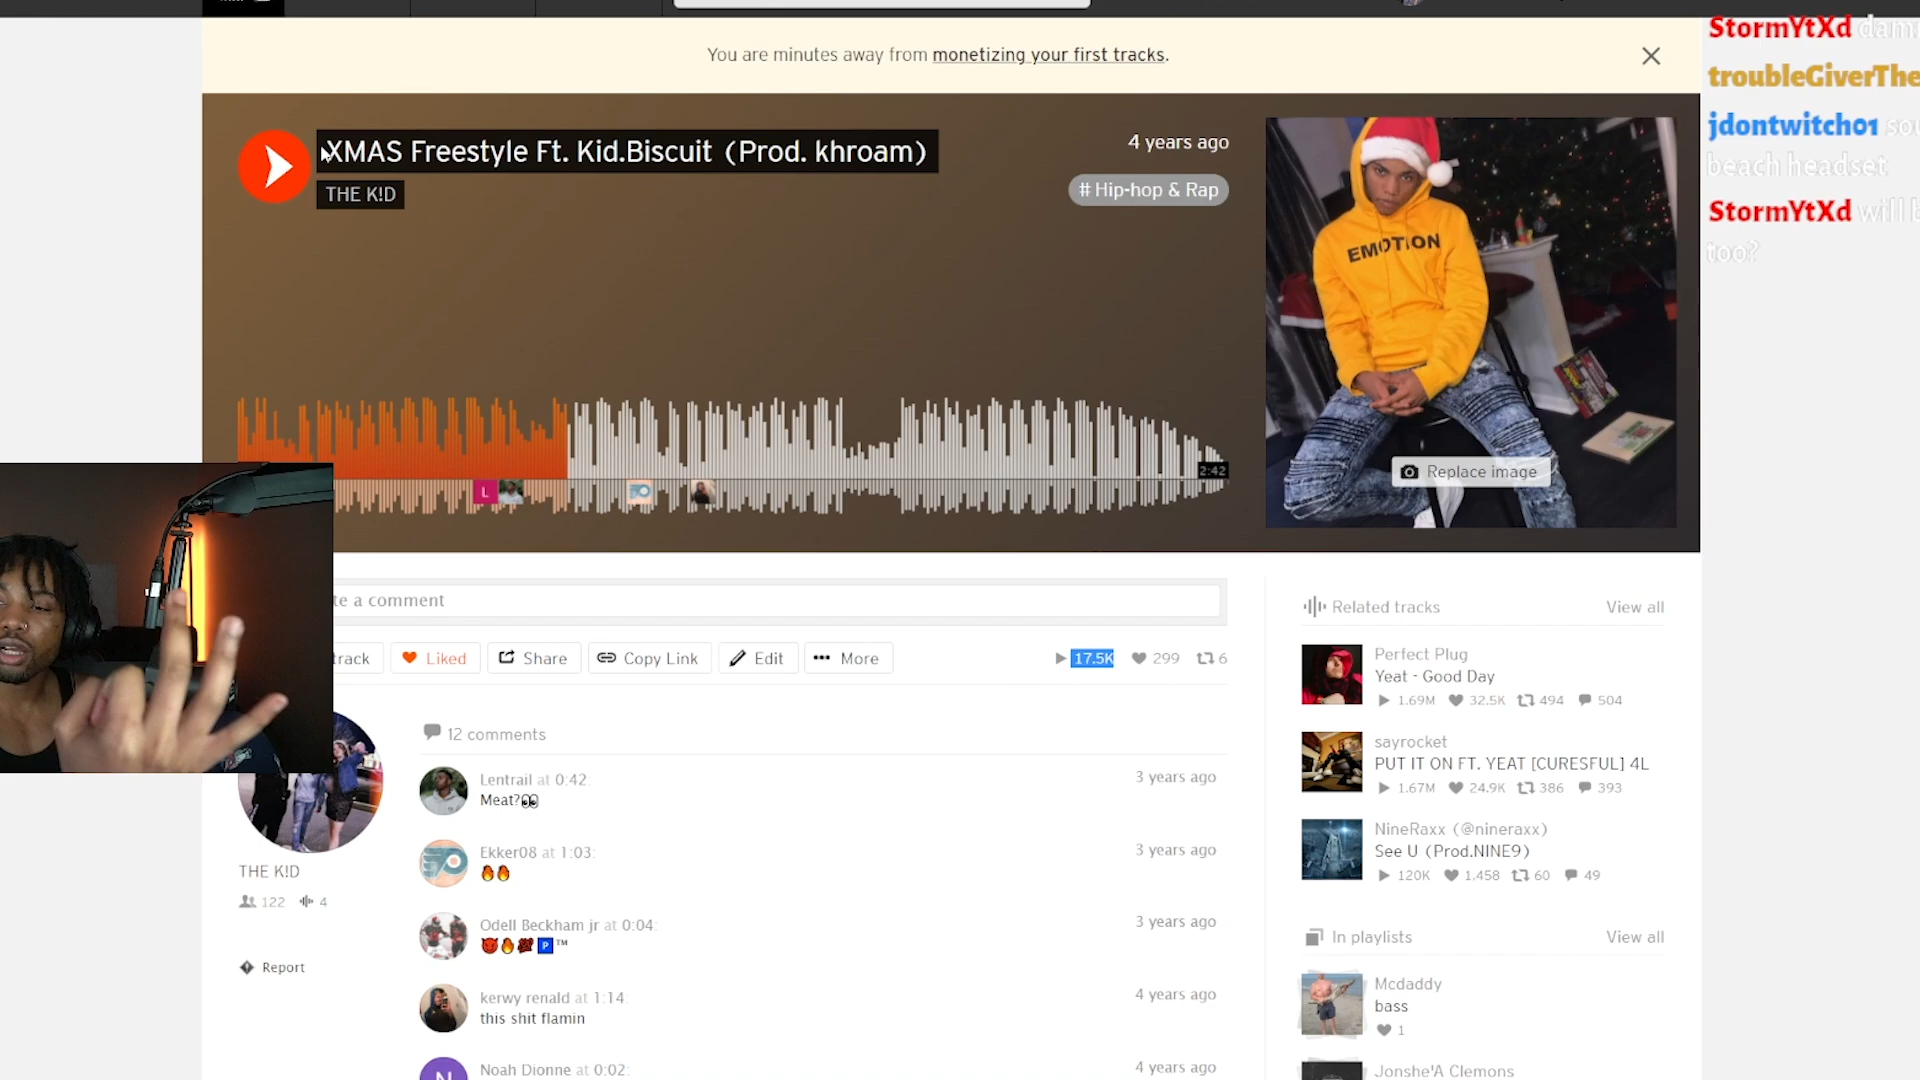 You are minutes away from monetizing your first tracks.
XMAS Freestyle Ft. Kid.Biscuit (Prod. khroam)
THE K!D
4 years ago
# Hip-hop & Rap
EMOTION
Replace image
2:42
L
te a comment
track
Liked
Share
Copy Link
Edit
More
17.5K
299
6
12 comments
Lentrail at 0:42:
Meat?👀
3 years ago
Ekker08 at 1:03:
🔥🔥
3 years ago
Odell Beckham jr at 0:04:
😈🔥💯🅿️™
3 years ago
kerwy renald at 1:14
this shit flamin
4 years ago
N
Noah Dionne at 0:02:
4 years ago
THE K!D
122
4
Report
Related tracks
View all
Perfect Plug
Yeat - Good Day
1.69M 32.5K 494 504
sayrocket
PUT IT ON FT. YEAT [CURESFUL] 4L
1.67M 24.9K 386 393
NineRaxx (@nineraxx)
See U (Prod.NINE9)
120K 1,458 60 49
In playlists
View all
Mcdaddy
bass
1
Jonshe'A Clemons
StormYtXd dam
troubleGiverThe
jdontwitch01 sou
beach headset
StormYtXd will b
too?